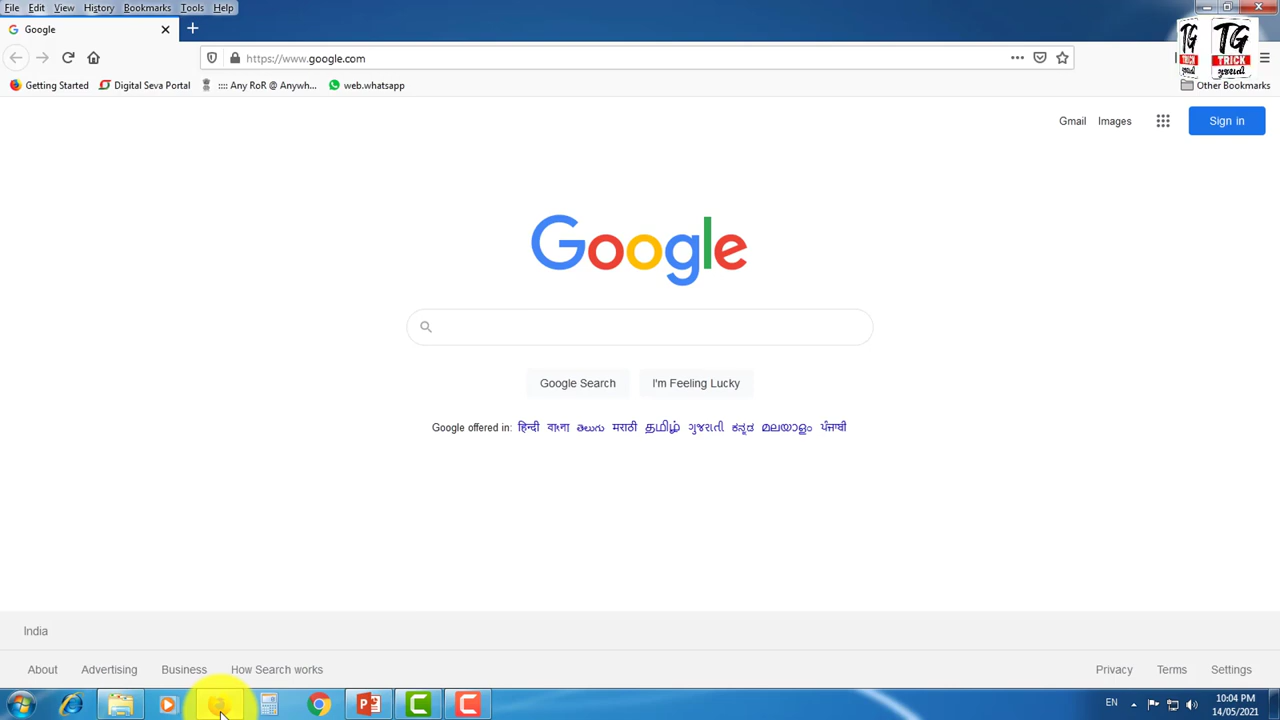 File Edit View History Bookmarks Tools Help
Google
https://www.google.com
TG TRICK ગુજરાતી
Getting Started Digital Seva Portal :::: Any RoR @ Anywh... web.whatsapp Other Bookmarks
Gmail Images Sign in
Google
Google Search I'm Feeling Lucky
Google offered in: हिन्दी বাংলা తెలుగు मराठी தமிழ் ગુજરાતી ಕನ್ನಡ മലയാളം ਪੰਜਾਬੀ
India
About Advertising Business How Search works Privacy Terms Settings
EN 10:04 PM
14/05/2021